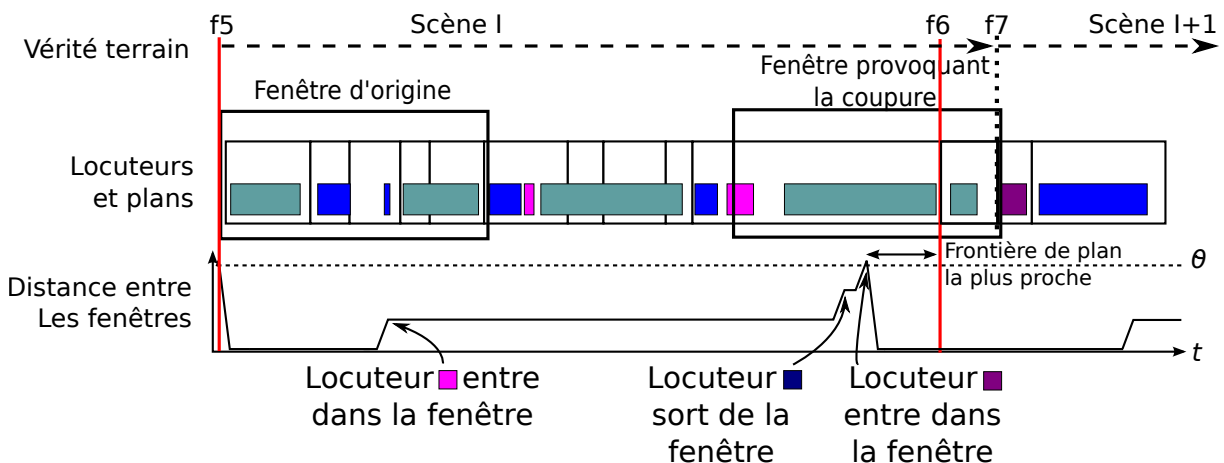 f5
Scène I
f6
f7
Scène I+1
Vérité terrain
Fenêtre provoquant
la coupure
Fenêtre d'origine
Locuteurs
et plans
Frontière de plan
la plus proche
θ
Distance entre
Les fenêtres
t
Locuteur entre
dans la fenêtre
Locuteur
sort de la
fenêtre
Locuteur
entre dans
la fenêtre